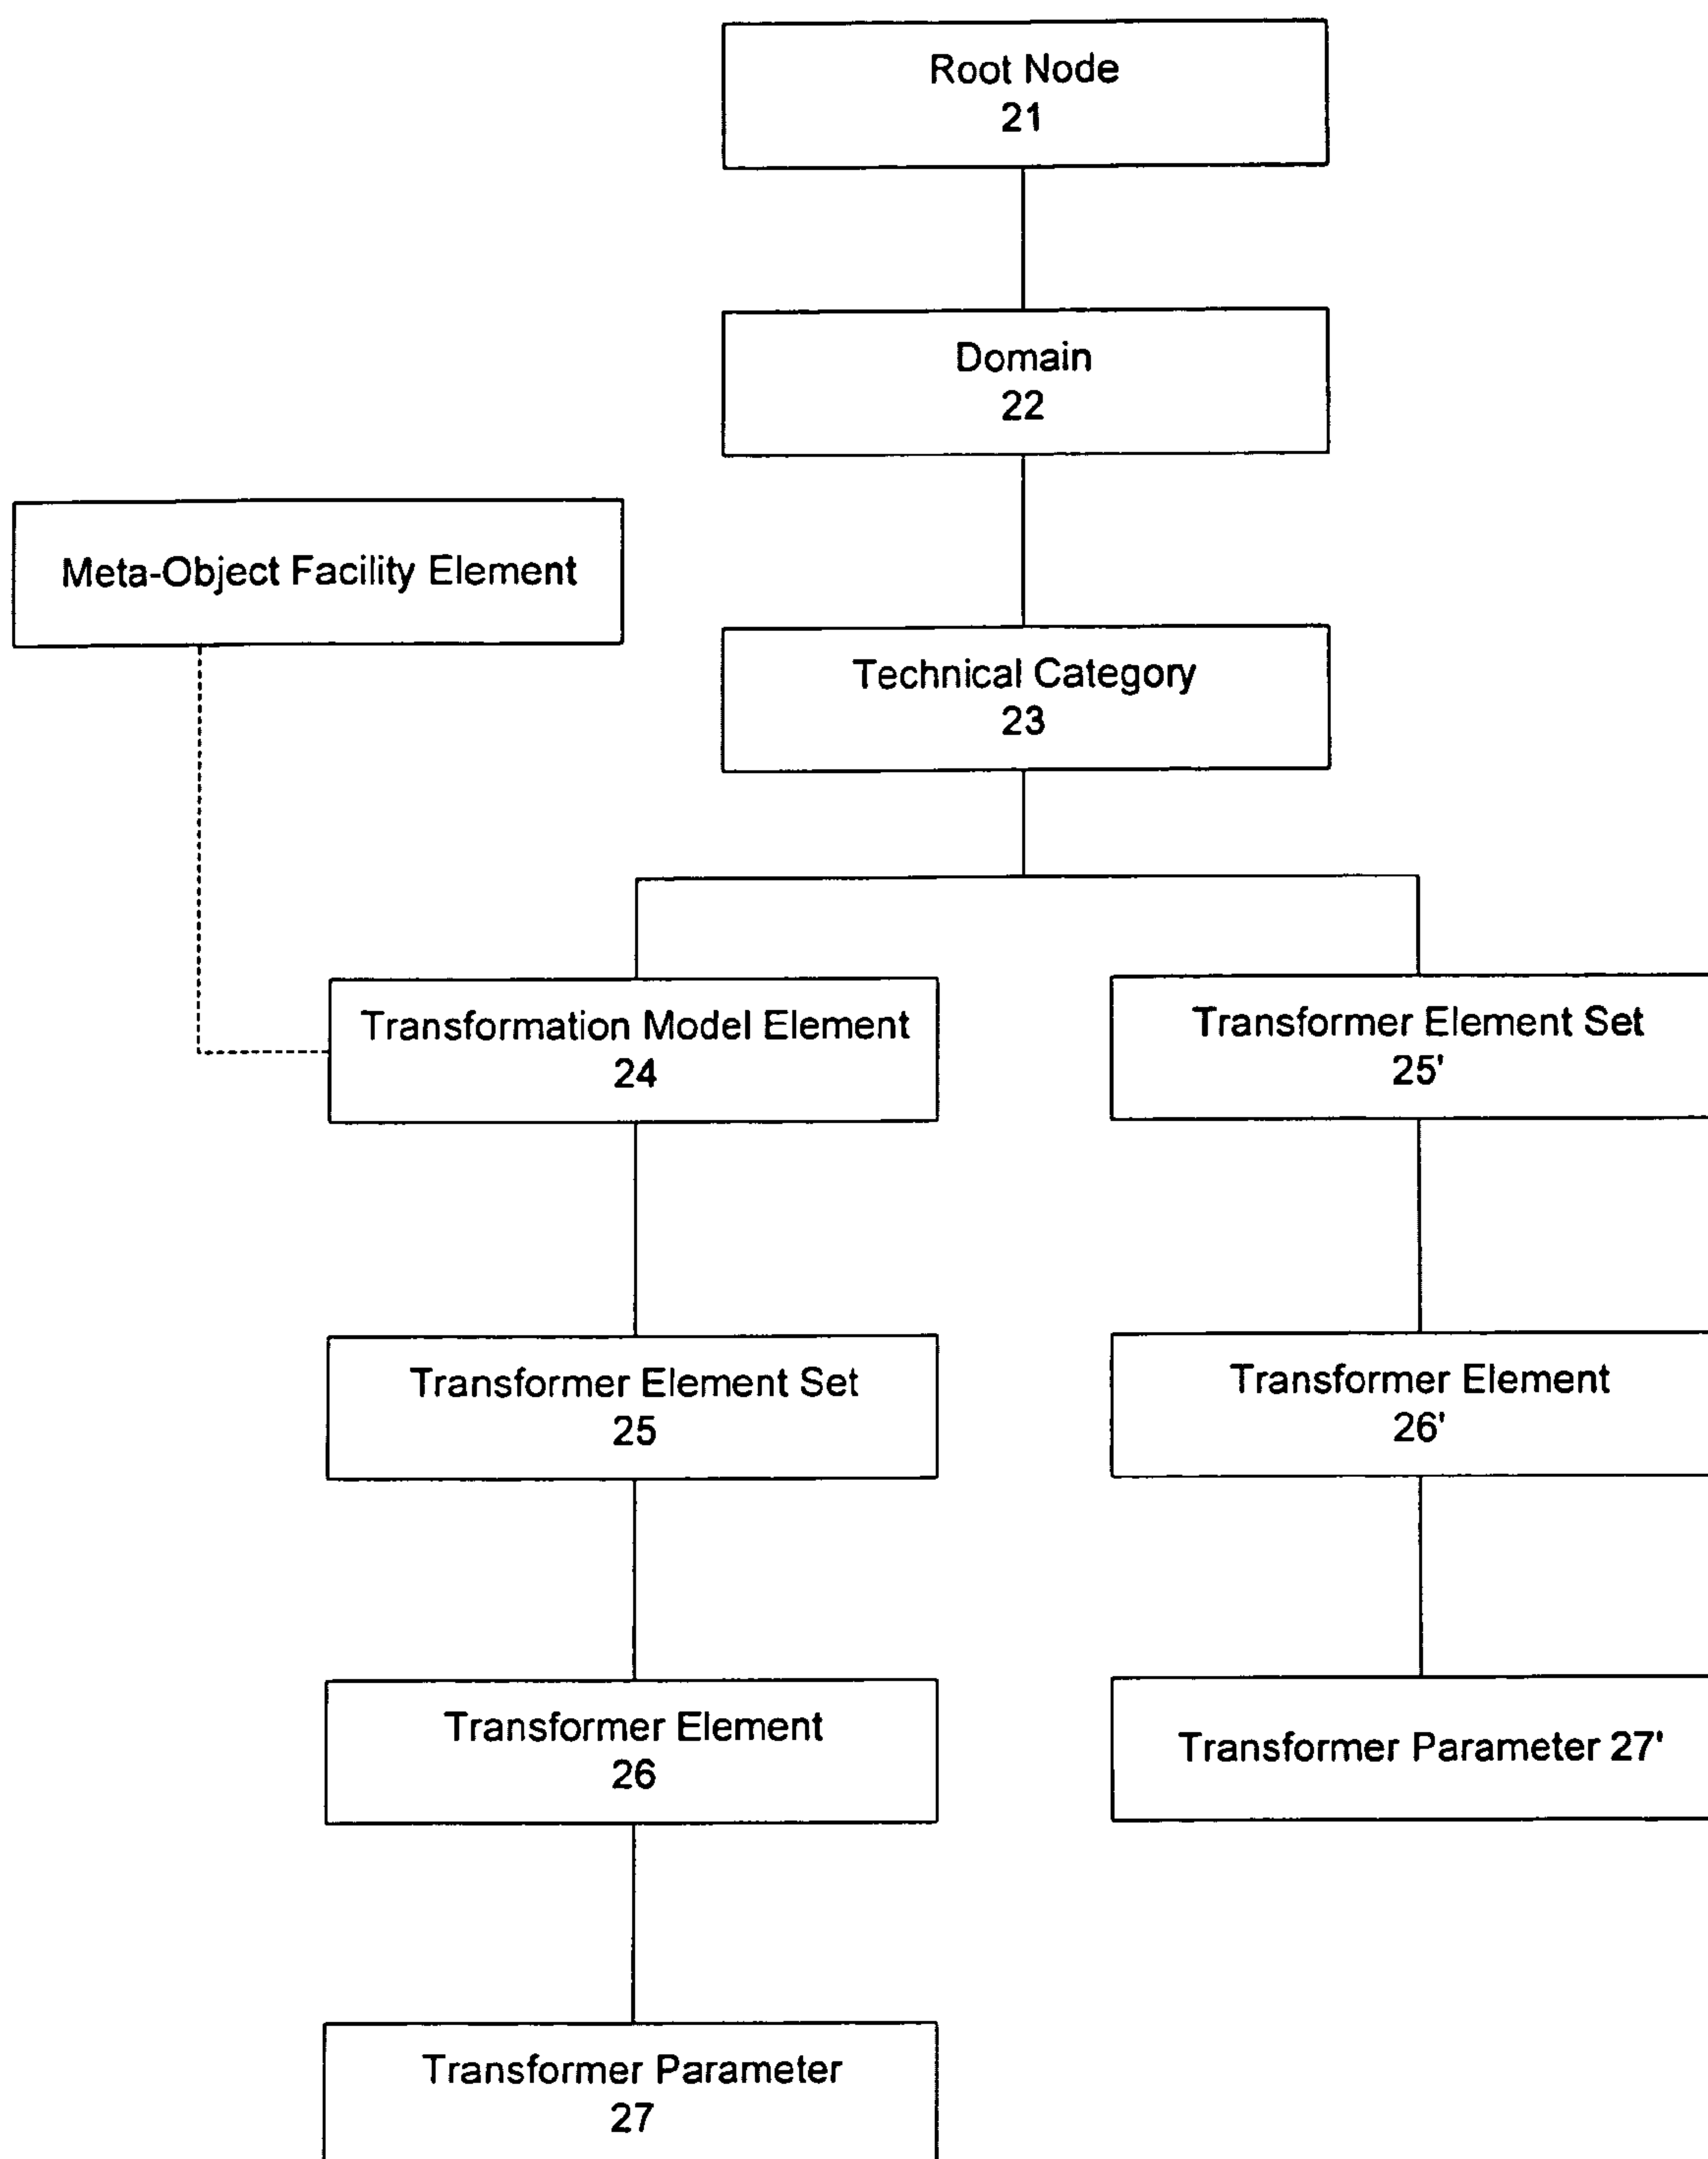 Root Node
21
Domain
22
Meta-Object Facility Element
Technical Category
23
Transformation Model Element
24
Transformer Element Set
25'
Transformer Element Set
25
Transformer Element
26'
Transformer Element
26
Transformer Parameter 27'
Transformer Parameter
27